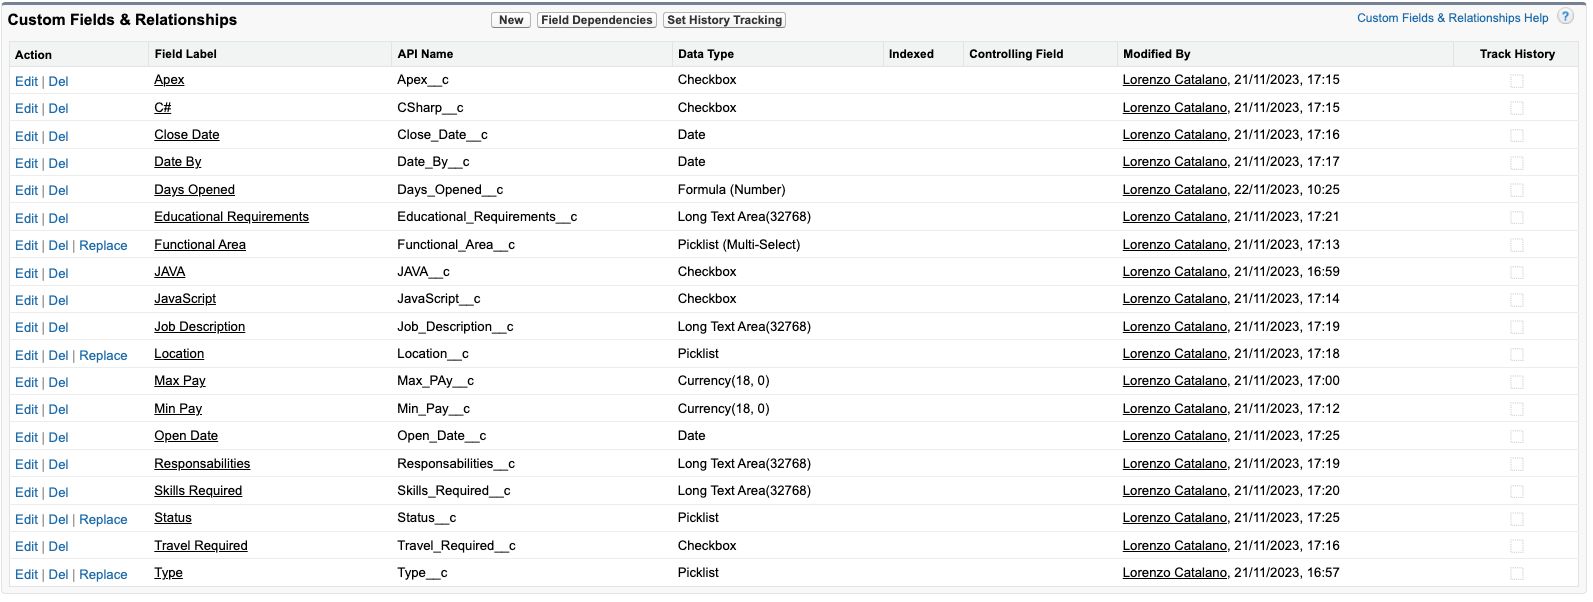 Custom Fields & Relationships New Field Dependencies Set History Tracking Custom Fields & Relationships Help ?
Action Field Label API Name Data Type Indexed Controlling Field Modified By Track History
Edit | Del Apex Apex__c Checkbox Lorenzo Catalano, 21/11/2023, 17:15
Edit | Del C# CSharp__c Checkbox Lorenzo Catalano, 21/11/2023, 17:15
Edit | Del Close Date Close_Date__c Date Lorenzo Catalano, 21/11/2023, 17:16
Edit | Del Date By Date_By__c Date Lorenzo Catalano, 21/11/2023, 17:17
Edit | Del Days Opened Days_Opened__c Formula (Number) Lorenzo Catalano, 22/11/2023, 10:25
Edit | Del Educational Requirements Educational_Requirements__c Long Text Area(32768) Lorenzo Catalano, 21/11/2023, 17:21
Edit | Del | Replace Functional Area Functional_Area__c Picklist (Multi-Select) Lorenzo Catalano, 21/11/2023, 17:13
Edit | Del JAVA JAVA__c Checkbox Lorenzo Catalano, 21/11/2023, 16:59
Edit | Del JavaScript JavaScript__c Checkbox Lorenzo Catalano, 21/11/2023, 17:14
Edit | Del Job Description Job_Description__c Long Text Area(32768) Lorenzo Catalano, 21/11/2023, 17:19
Edit | Del | Replace Location Location__c Picklist Lorenzo Catalano, 21/11/2023, 17:18
Edit | Del Max Pay Max_PAy__c Currency(18, 0) Lorenzo Catalano, 21/11/2023, 17:00
Edit | Del Min Pay Min_Pay__c Currency(18, 0) Lorenzo Catalano, 21/11/2023, 17:12
Edit | Del Open Date Open_Date__c Date Lorenzo Catalano, 21/11/2023, 17:25
Edit | Del Responsabilities Responsabilities__c Long Text Area(32768) Lorenzo Catalano, 21/11/2023, 17:19
Edit | Del Skills Required Skills_Required__c Long Text Area(32768) Lorenzo Catalano, 21/11/2023, 17:20
Edit | Del | Replace Status Status__c Picklist Lorenzo Catalano, 21/11/2023, 17:25
Edit | Del Travel Required Travel_Required__c Checkbox Lorenzo Catalano, 21/11/2023, 17:16
Edit | Del | Replace Type Type__c Picklist Lorenzo Catalano, 21/11/2023, 16:57